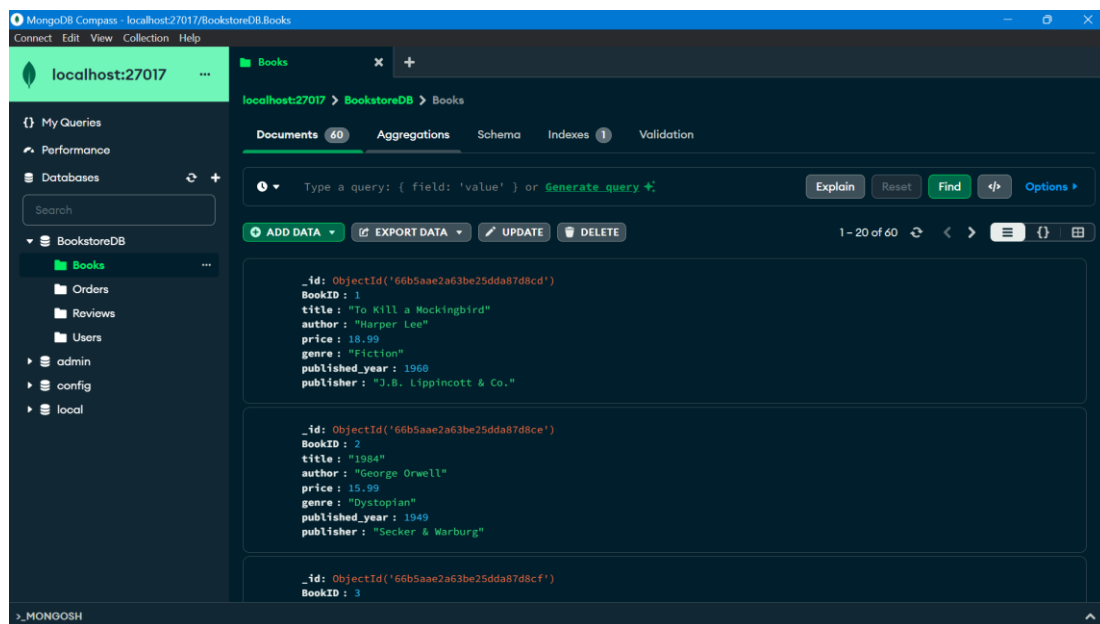 MongoDB Compass - localhost:27017/BookstoreDB.Books
Connect Edit View Collection Help
localhost:27017 ...
Books
localhost:27017 > BookstoreDB > Books
{} My Queries
Performance
Databases
Search
BookstoreDB
Books ...
Orders
Reviews
Users
admin
config
local
Documents 60 Aggregations Schema Indexes 1 Validation
Type a query: { field: 'value' } or Generate query
Explain Reset Find </> Options
ADD DATA EXPORT DATA UPDATE DELETE 1 – 20 of 60 {}
_id: ObjectId('66b5aae2a63be25dda87d8cd')
BookID : 1
title : "To Kill a Mockingbird"
author : "Harper Lee"
price : 18.99
genre : "Fiction"
published_year : 1960
publisher : "J.B. Lippincott & Co."
_id: ObjectId('66b5aae2a63be25dda87d8ce')
BookID : 2
title : "1984"
author : "George Orwell"
price : 15.99
genre : "Dystopian"
published_year : 1949
publisher : "Secker & Warburg"
_id: ObjectId('66b5aae2a63be25dda87d8cf')
BookID : 3
>_MONGOSH